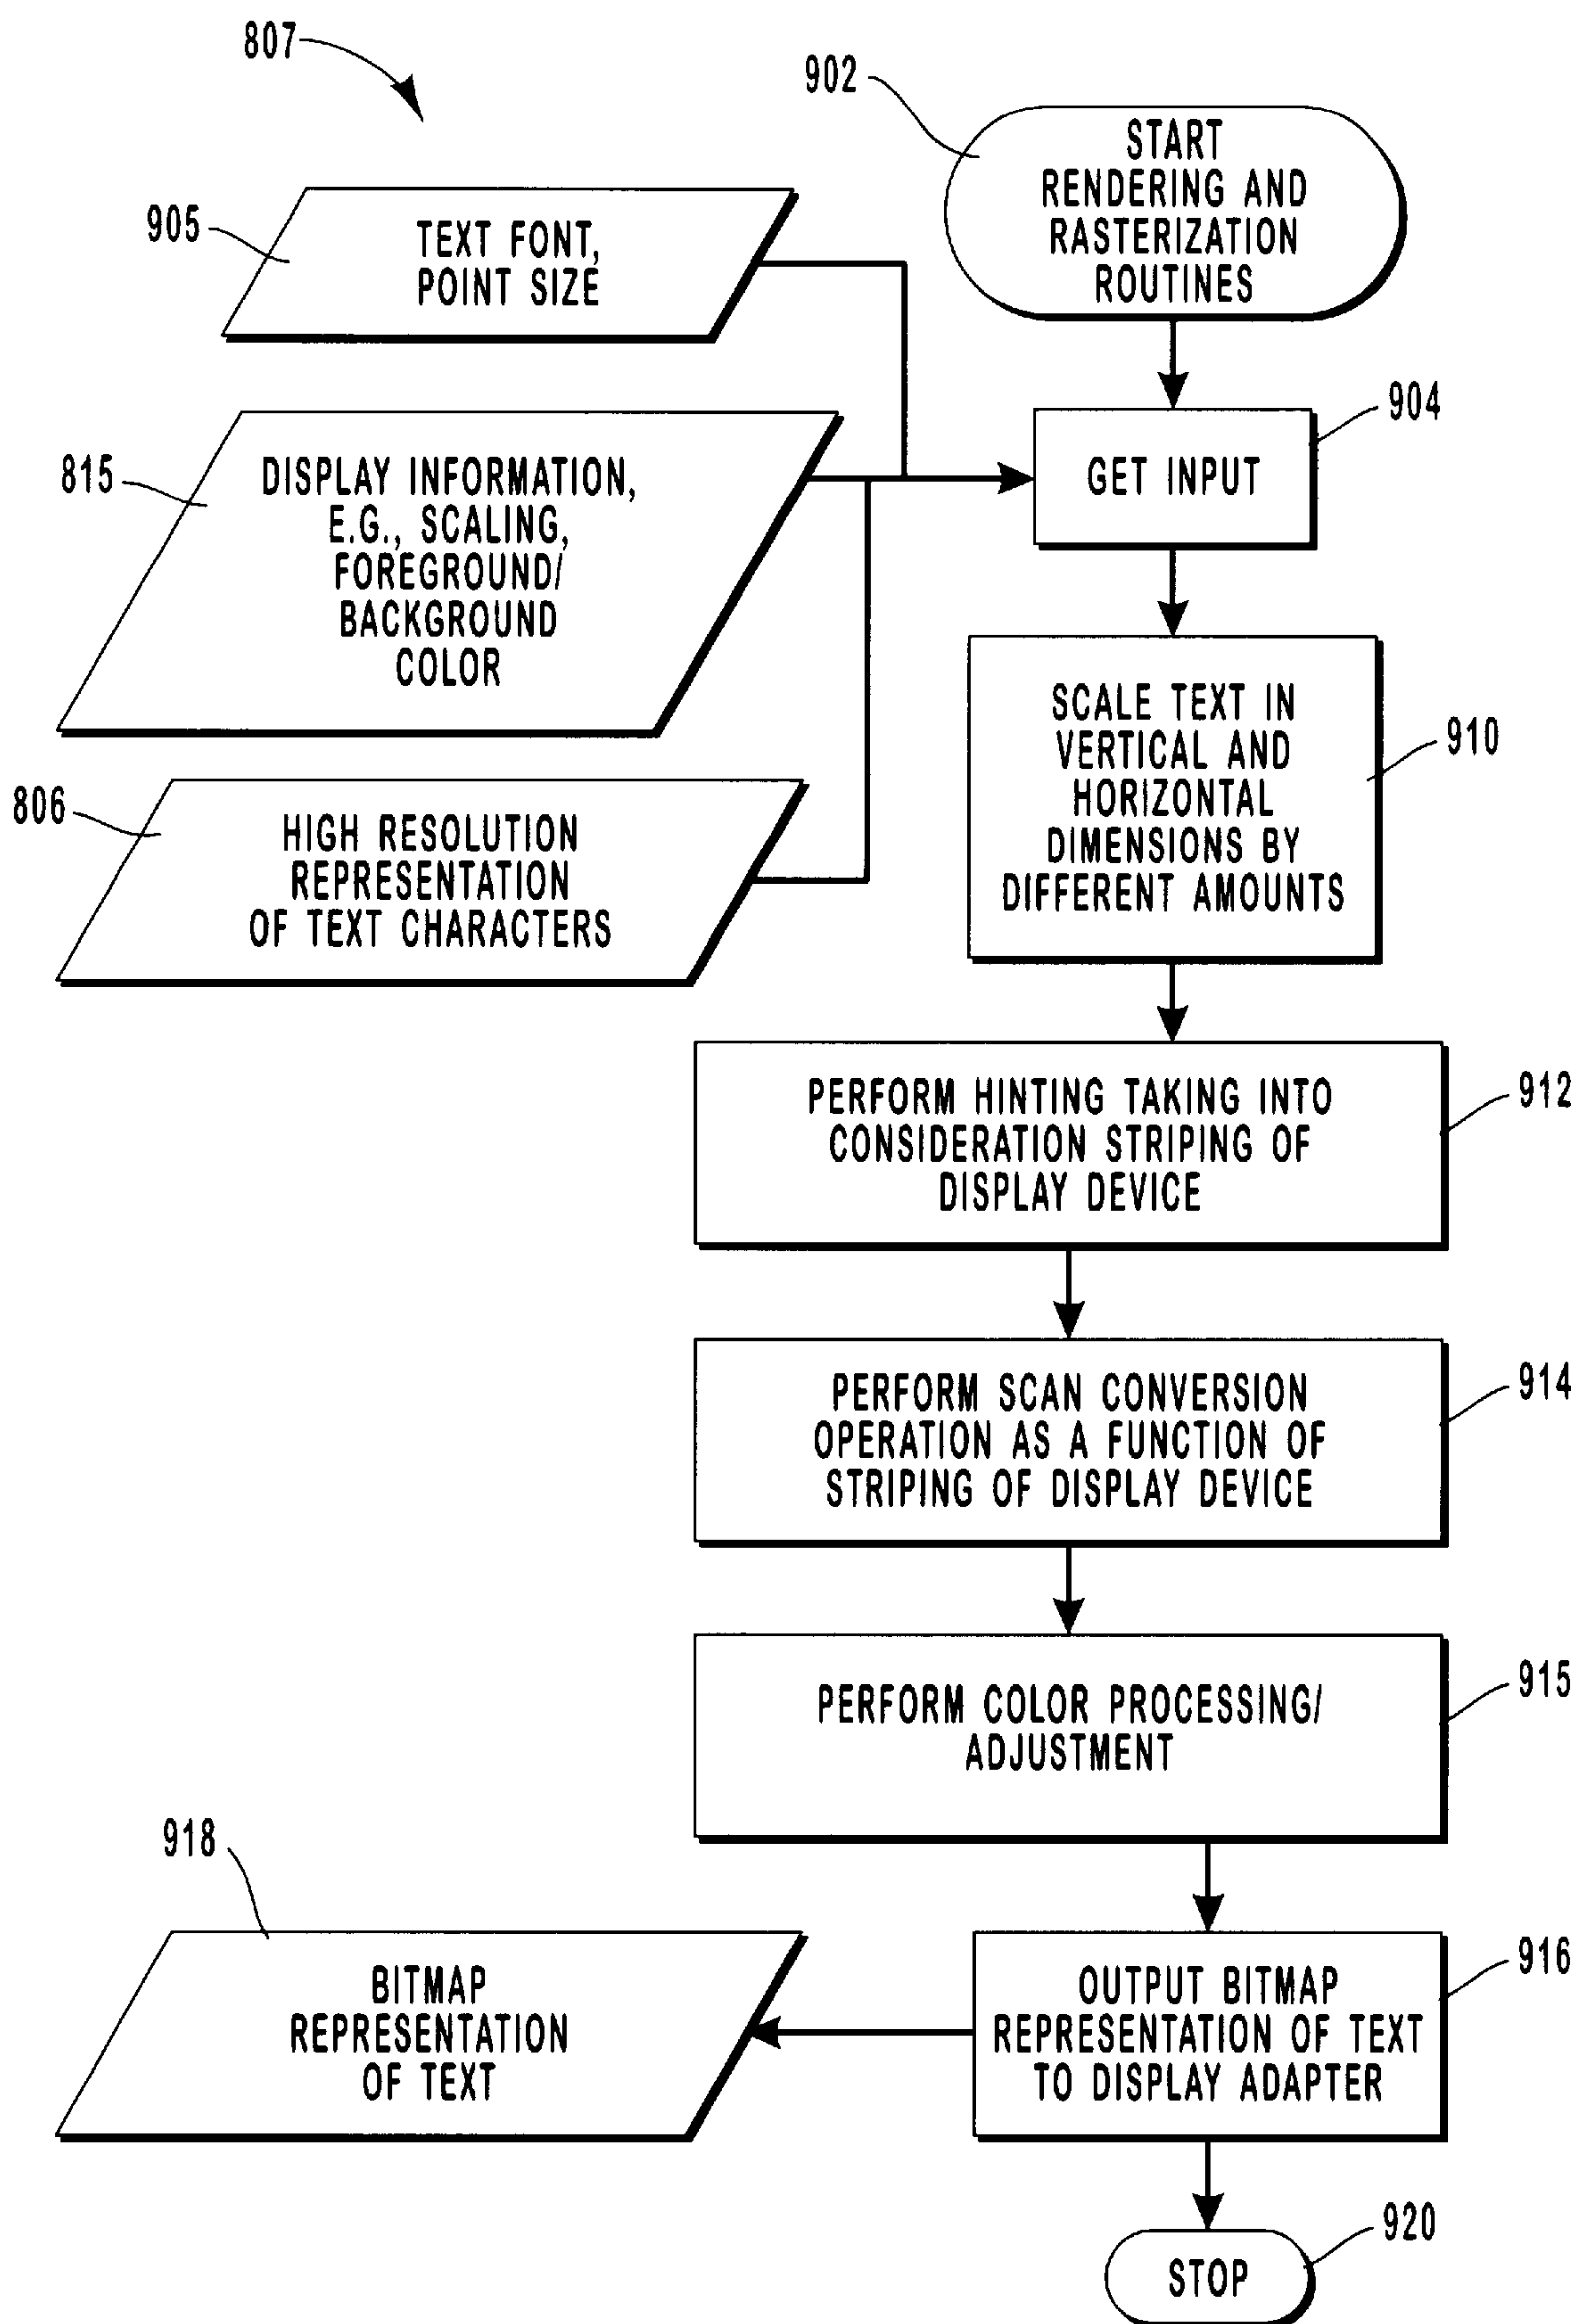 807
902
START
RENDERING AND
RASTERIZATION
ROUTINES
905
TEXT FONT,
POINT SIZE
904
GET INPUT
815
DISPLAY INFORMATION,
E.G., SCALING,
FOREGROUND/
BACKGROUND
COLOR
910
SCALE TEXT IN
VERTICAL AND
HORIZONTAL
DIMENSIONS BY
DIFFERENT AMOUNTS
806
HIGH RESOLUTION
REPRESENTATION
OF TEXT CHARACTERS
912
PERFORM HINTING TAKING INTO
CONSIDERATION STRIPING OF
DISPLAY DEVICE
914
PERFORM SCAN CONVERSION
OPERATION AS A FUNCTION OF
STRIPING OF DISPLAY DEVICE
915
PERFORM COLOR PROCESSING/
ADJUSTMENT
918
BITMAP
REPRESENTATION
OF TEXT
916
OUTPUT BITMAP
REPRESENTATION OF TEXT
TO DISPLAY ADAPTER
920
STOP